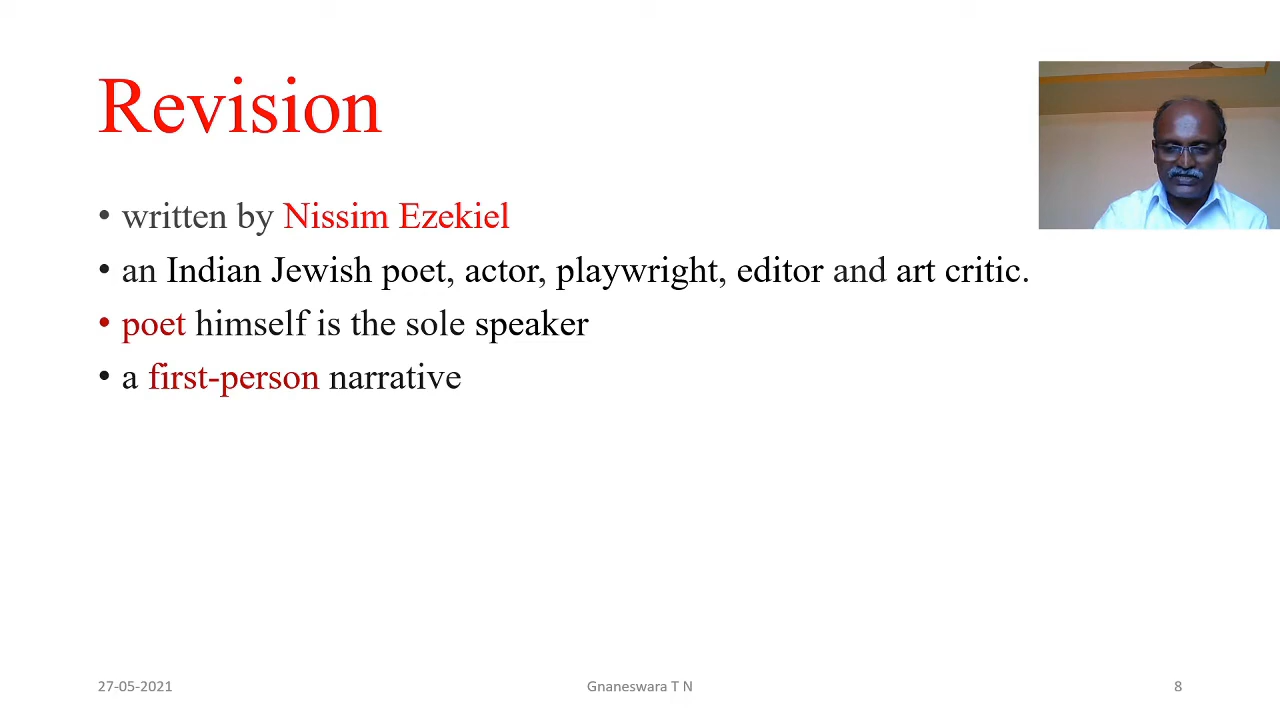 Revision
• written by Nissim Ezekiel
• an Indian Jewish poet, actor, playwright, editor and art critic.
• poet himself is the sole speaker
• a first-person narrative
27-05-2021
Gnaneswara T N
8